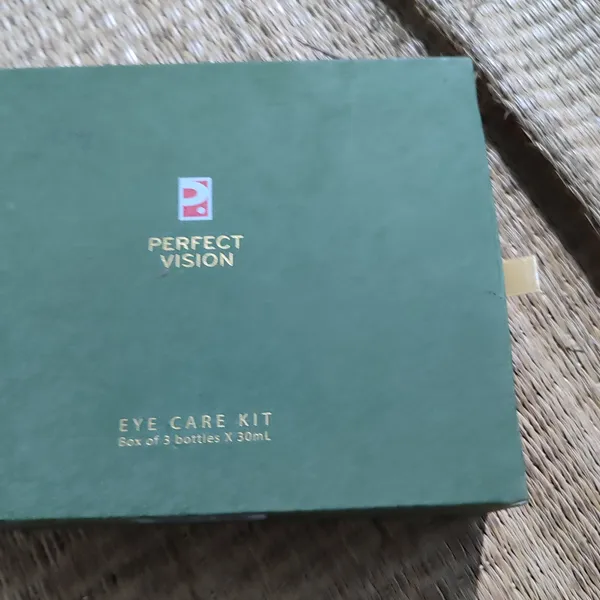 PERFECT
VISION
EYE CARE KIT
Box of 3 bottles X 30mL